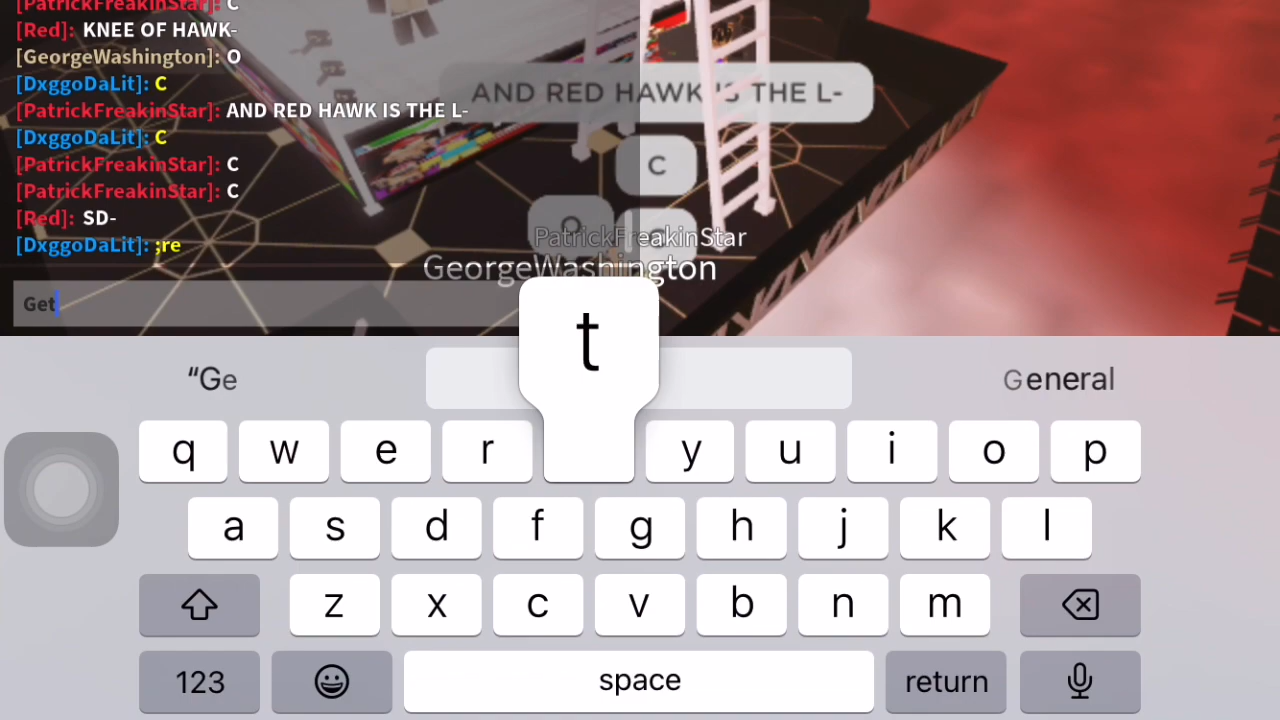 [PatrickFreakinStar]: C
[Red]: KNEE OF HAWK-
[GeorgeWashington]: O
[DxggoDaLit]: C
[PatrickFreakinStar]: AND RED HAWK IS THE L-
[DxggoDaLit]: C
[PatrickFreakinStar]: C
[PatrickFreakinStar]: C
[Red]: SD-
[DxggoDaLit]: ;re
AND RED HAWK IS THE L-
C
O
PatrickFreakinStar
GeorgeWashington
Get
t
“Ge
General
q w e r y u i o p
a s d f g h j k l
z x c v b n m
123 space return